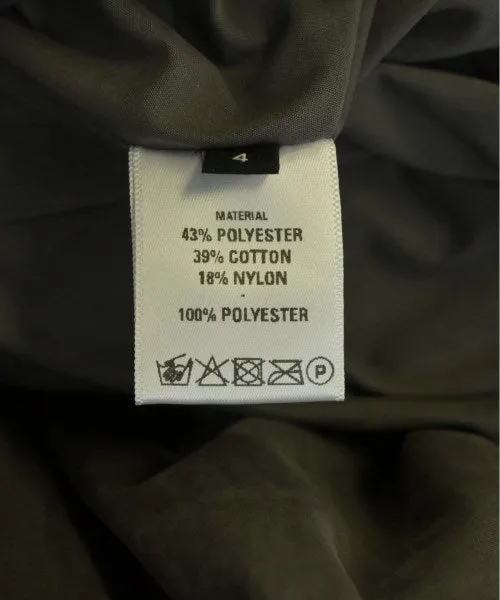 4
MATERIAL
43% POLYESTER
39% COTTON
18% NYLON
-
100% POLYESTER
P